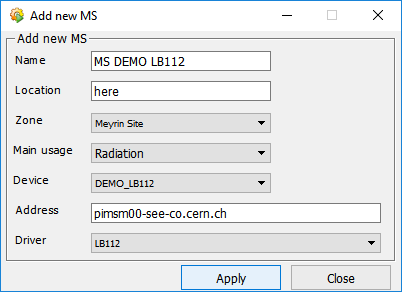 Add new MS
Add new MS
Name MS DEMO LB112
Location here
Zone Meyrin Site
Main usage Radiation
Device DEMO_LB112
Address pimsm00-see-co.cern.ch
Driver LB112
Apply Close